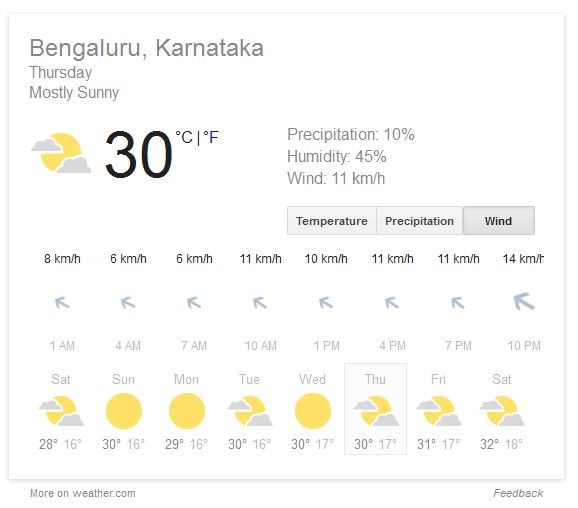 Bengaluru, Karnataka
Thursday
Mostly Sunny
30 °C | °F
Precipitation: 10%
Humidity: 45%
Wind: 11 km/h
Temperature Precipitation Wind
8 km/h 6 km/h 6 km/h 11 km/h 10 km/h 11 km/h 11 km/h 14 km/h
1 AM 4 AM 7 AM 10 AM 1 PM 4 PM 7 PM 10 PM
Sat Sun Mon Tue Wed Thu Fri Sat
28° 16° 30° 16° 29° 16° 30° 16° 30° 17° 30° 17° 31° 17° 32° 18°
More on weather.com Feedback